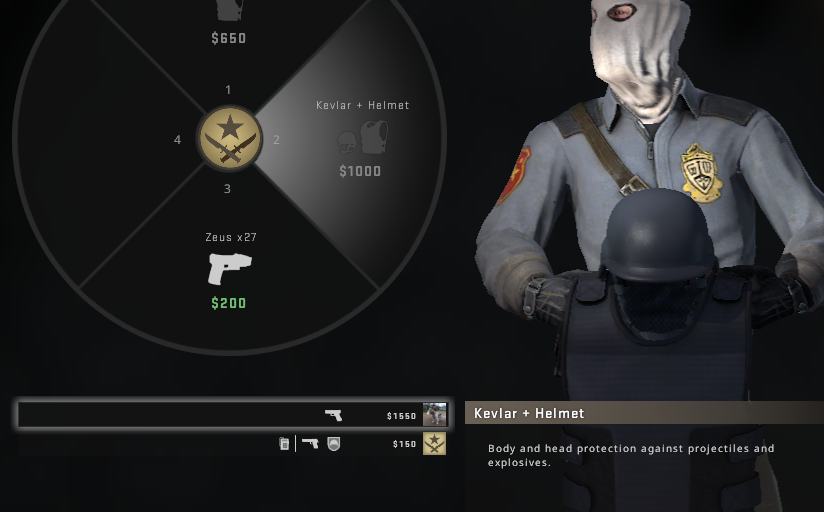 $650
1
Kevlar + Helmet
4
2
$1000
3
Zeus x27
$200
$1550
$150
Kevlar + Helmet
Body and head protection against projectiles and
explosives.